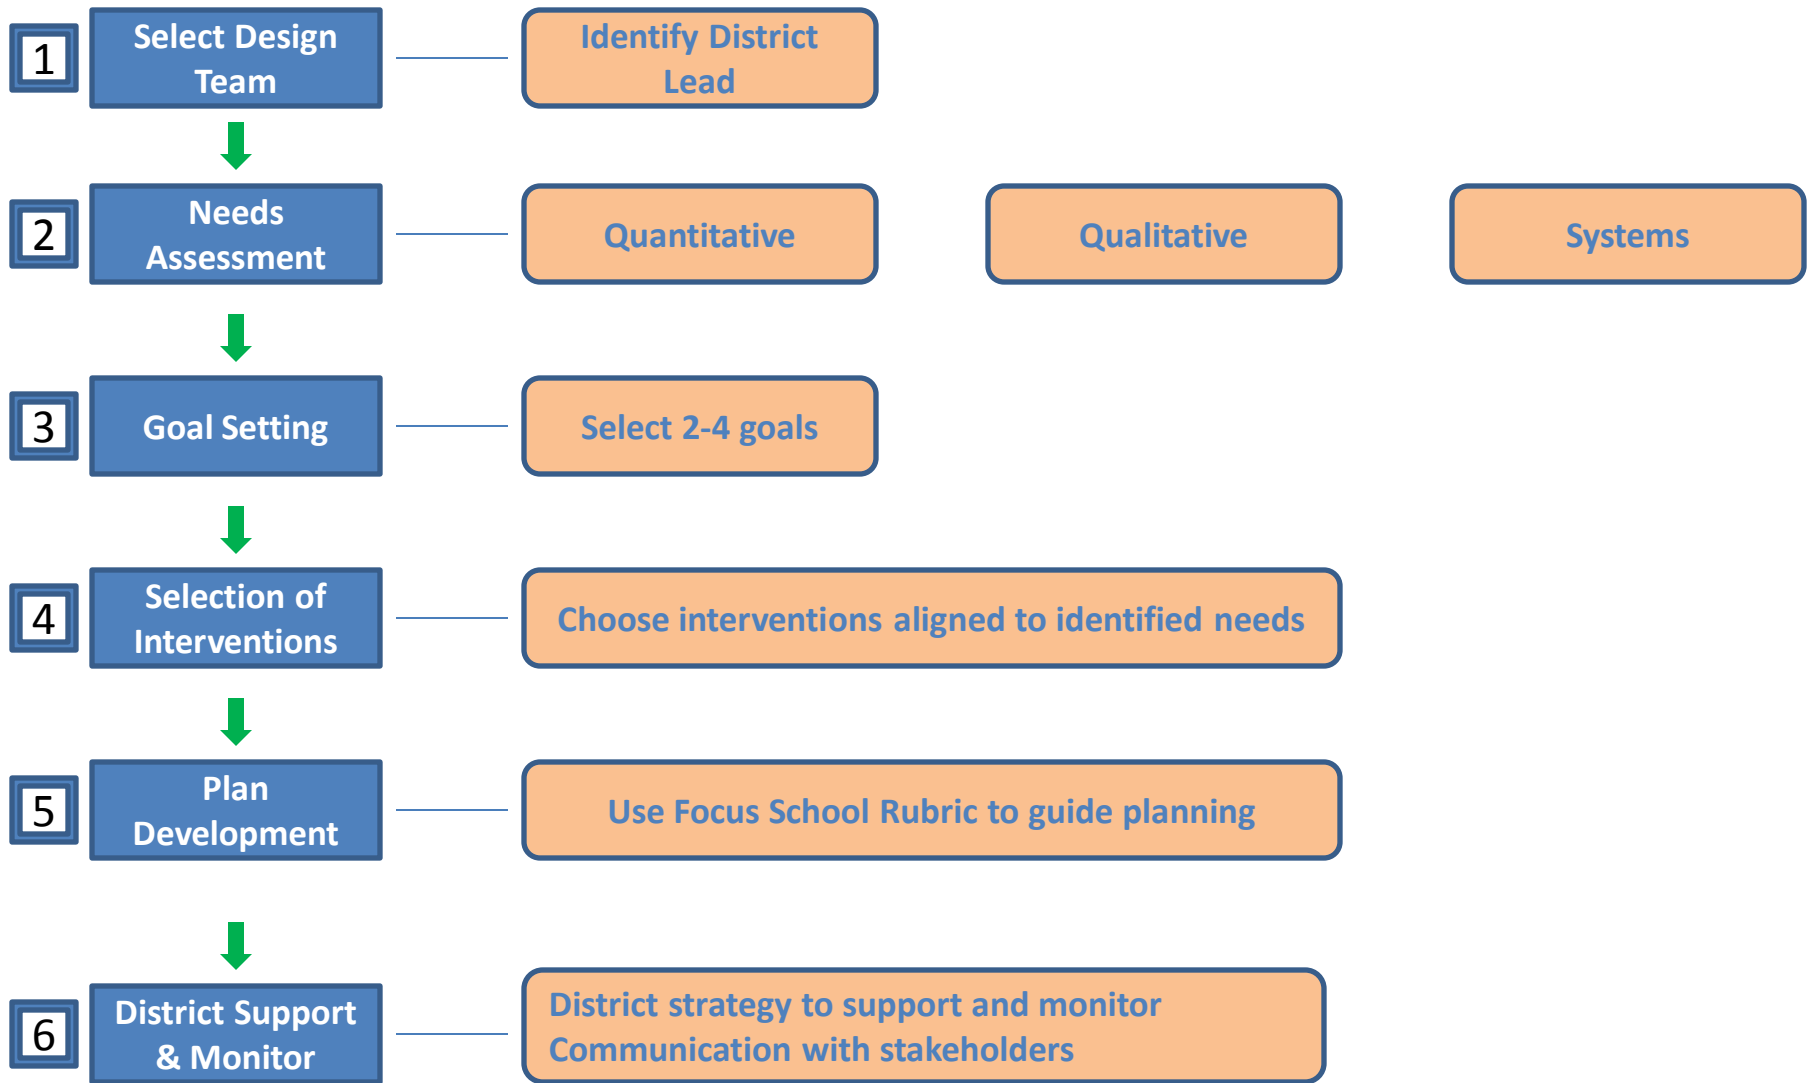 1
Select Design
Team
Identify District
Lead
2
Needs
Assessment
Quantitative
Qualitative
Systems
3
Goal Setting
Select 2-4 goals
4
Selection of
Interventions
Choose interventions aligned to identified needs
5
Plan
Development
Use Focus School Rubric to guide planning
6
District Support
& Monitor
District strategy to support and monitor
Communication with stakeholders